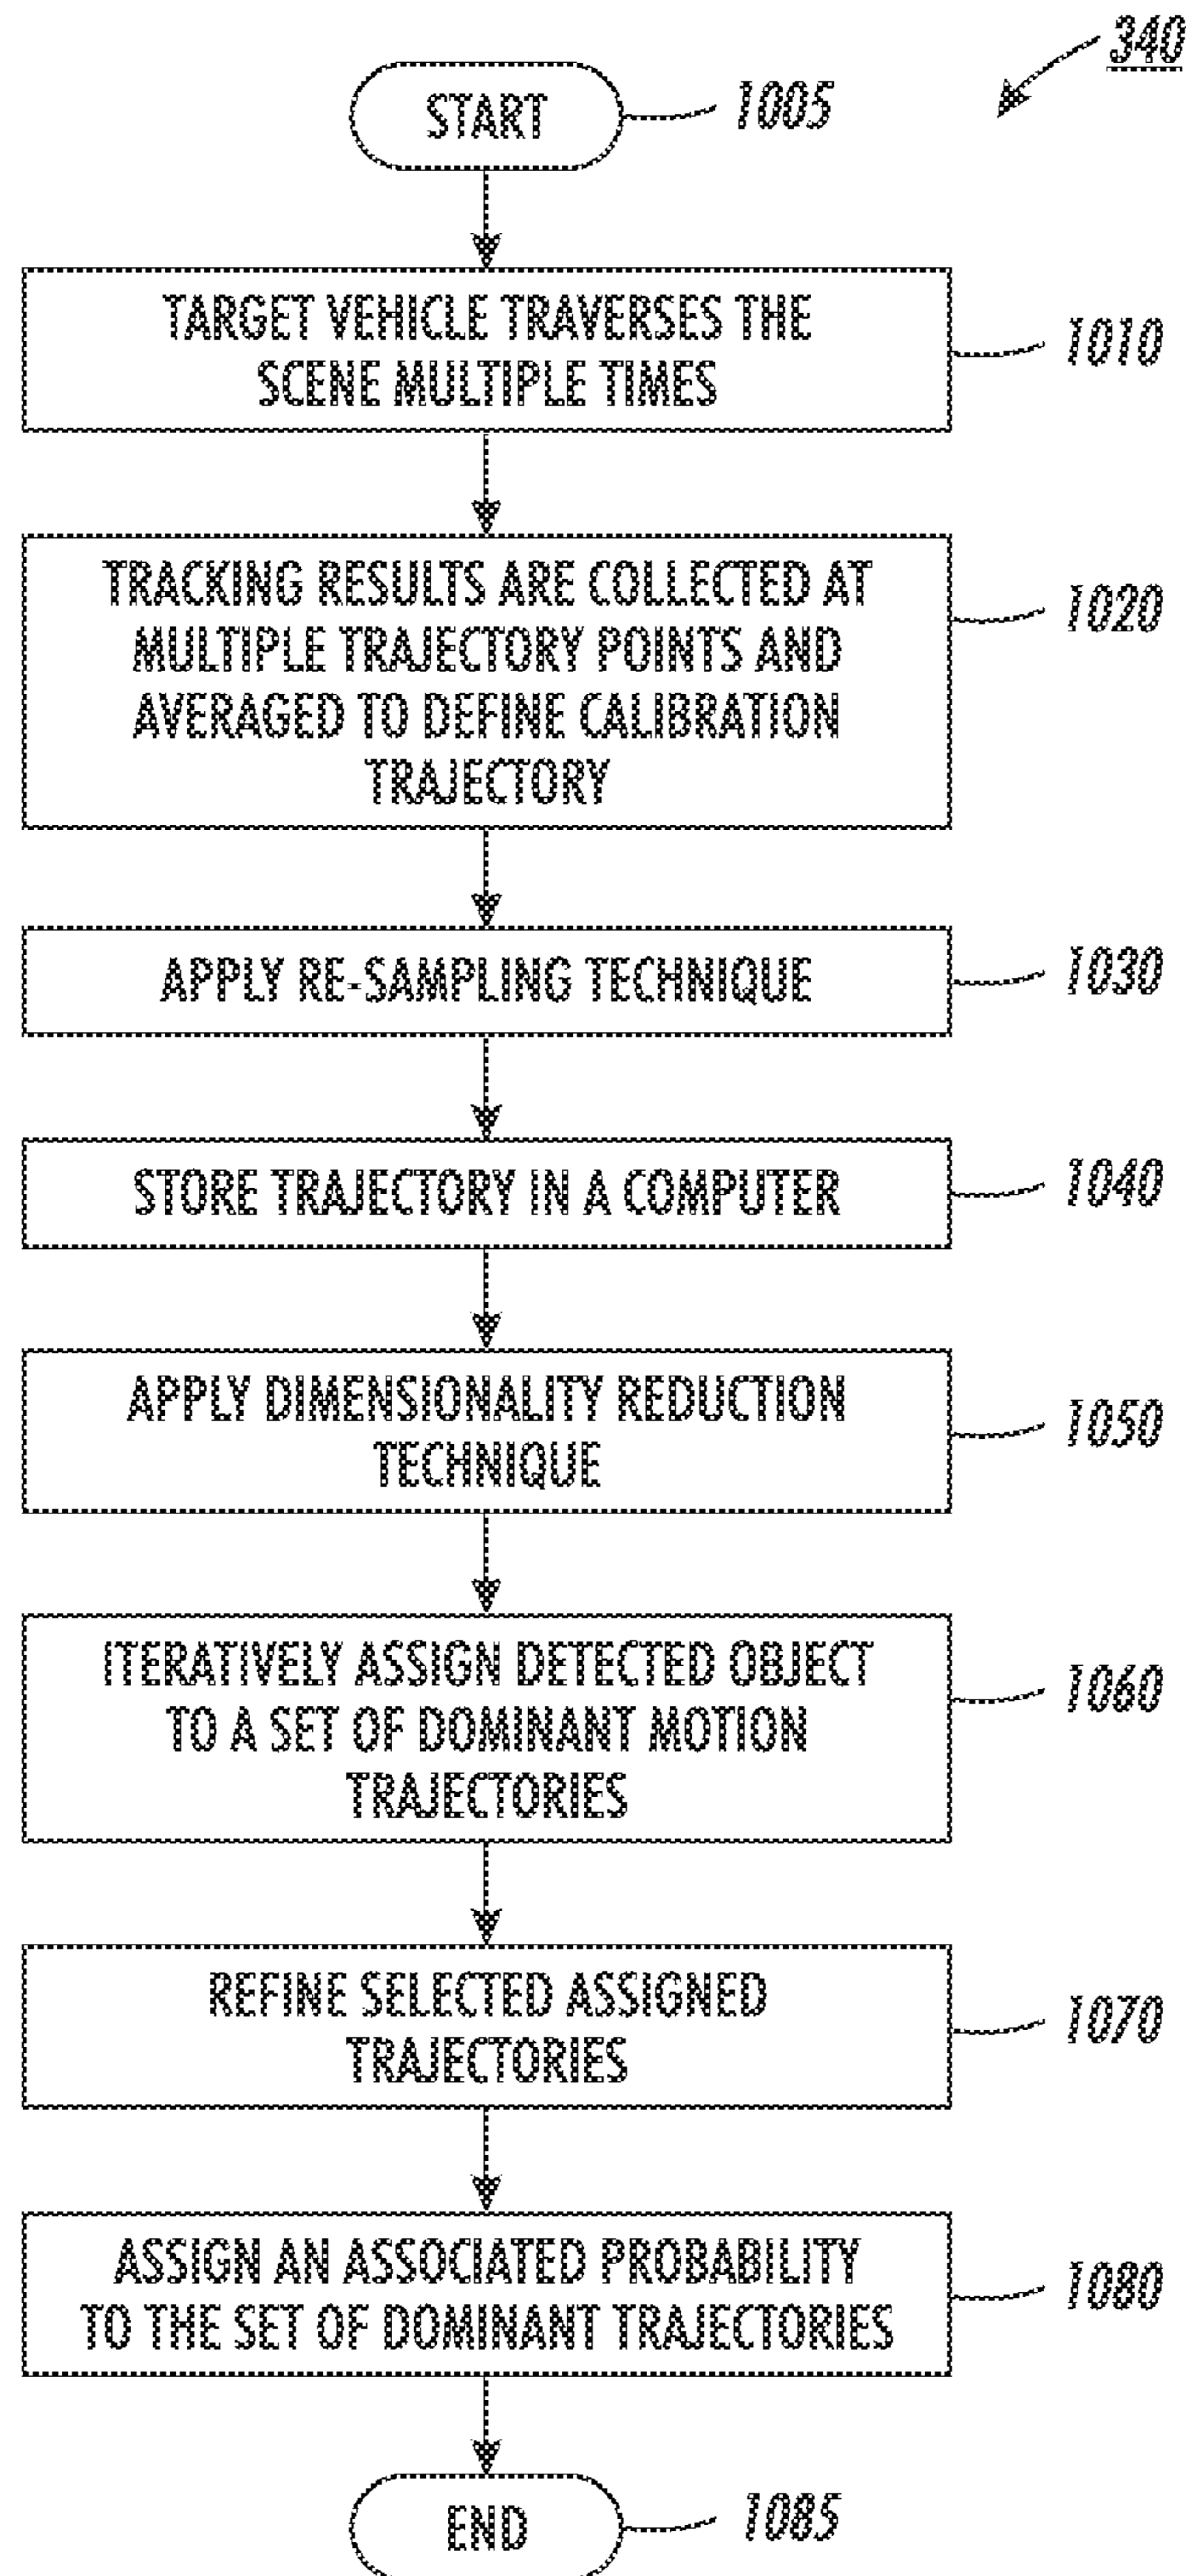 340
START
1005
TARGET VEHICLE TRAVERSES THE
SCENE MULTIPLE TIMES
1010
TRACKING RESULTS ARE COLLECTED AT
MULTIPLE TRAJECTORY POINTS AND
AVERAGED TO DEFINE CALIBRATION
TRAJECTORY
1020
APPLY RE-SAMPLING TECHNIQUE
1030
STORE TRAJECTORY IN A COMPUTER
1040
APPLY DIMENSIONALITY REDUCTION
TECHNIQUE
1050
ITERATIVELY ASSIGN DETECTED OBJECT
TO A SET OF DOMINANT MOTION
TRAJECTORIES
1060
REFINE SELECTED ASSIGNED
TRAJECTORIES
1070
ASSIGN AN ASSOCIATED PROBABILITY
TO THE SET OF DOMINANT TRAJECTORIES
1080
END
1085